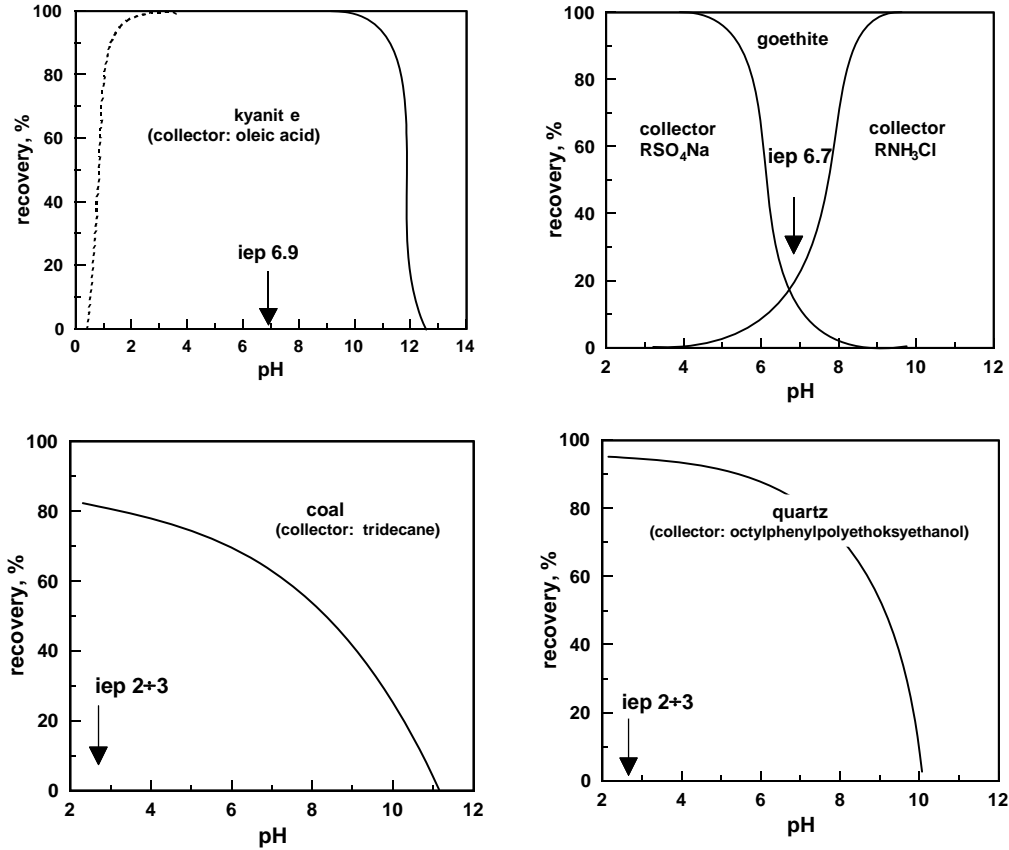 100
80
60
40
20
0
recovery, %
kyanit e
(collector: oleic acid)
iep 6.9
0 2 4 6 8 10 12 14
pH
100
80
60
40
20
0
recovery, %
goethite
collector
RSO4Na
iep 6.7
collector
RNH3Cl
2 4 6 8 10 12
pH
100
80
60
40
20
0
recovery, %
coal
(collector: tridecane)
iep 2÷3
2 4 6 8 10 12
pH
100
80
60
40
20
0
recovery, %
quartz
(collector: octylphenylpolyethoksyethanol)
iep 2÷3
2 4 6 8 10 12
pH